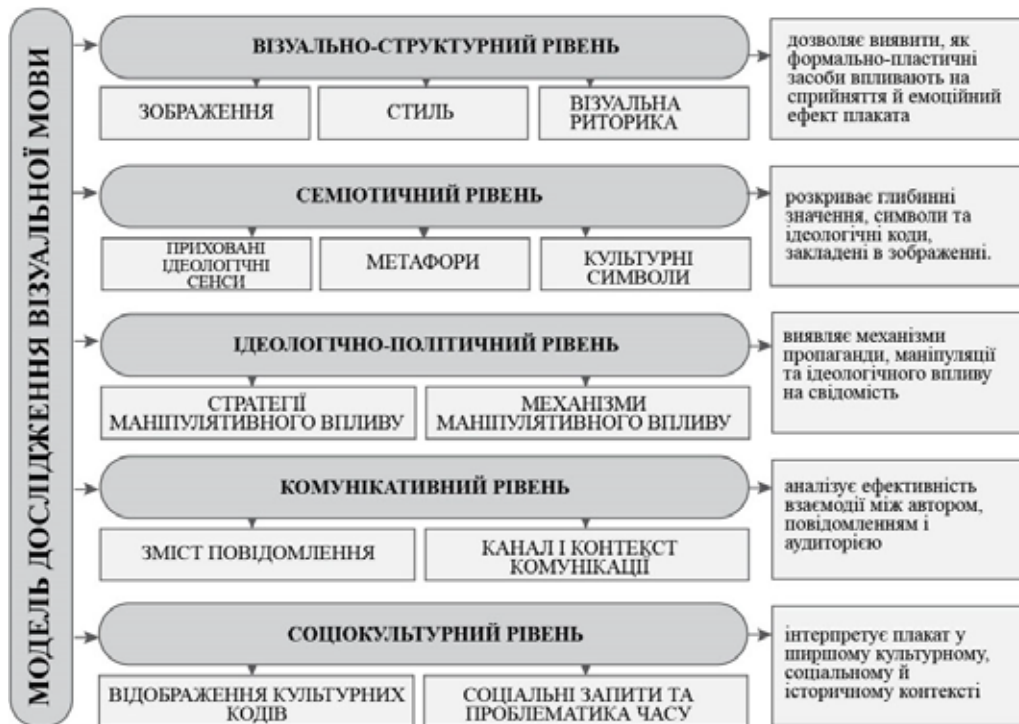 МОДЕЛЬ ДОСЛІДЖЕННЯ ВІЗУАЛЬНОЇ МОВИ
ВІЗУАЛЬНО-СТРУКТУРНИЙ РІВЕНЬ
ЗОБРАЖЕННЯ
СТИЛЬ
ВІЗУАЛЬНА
РИТОРИКА
дозволяє виявити, як
формально-пластичні
засоби впливають на
сприйняття й емоційний
ефект плаката
СЕМІОТИЧНИЙ РІВЕНЬ
ПРИХОВАНІ
ІДЕОЛОГІЧНІ
СЕНСИ
МЕТАФОРИ
КУЛЬТУРНІ
СИМВОЛИ
розкриває глибинні
значення, символи та
ідеологічні коди,
закладені в зображенні.
ІДЕОЛОГІЧНО-ПОЛІТИЧНИЙ РІВЕНЬ
СТРАТЕГІЇ
МАНІПУЛЯТИВНОГО ВПЛИВУ
МЕХАНІЗМИ
МАНІПУЛЯТИВНОГО ВПЛИВУ
виявляє механізми
пропаганди, маніпуляції
та ідеологічного впливу
на свідомість
КОМУНІКАТИВНИЙ РІВЕНЬ
ЗМІСТ ПОВІДОМЛЕННЯ
КАНАЛ І КОНТЕКСТ
КОМУНІКАЦІЇ
аналізує ефективність
взаємодії між автором,
повідомленням і
аудиторією
СОЦІОКУЛЬТУРНИЙ РІВЕНЬ
ВІДОБРАЖЕННЯ КУЛЬТУРНИХ
КОДІВ
СОЦІАЛЬНІ ЗАПИТИ ТА
ПРОБЛЕМАТИКА ЧАСУ
інтерпретує плакат у
ширшому культурному,
соціальному й
історичному контексті